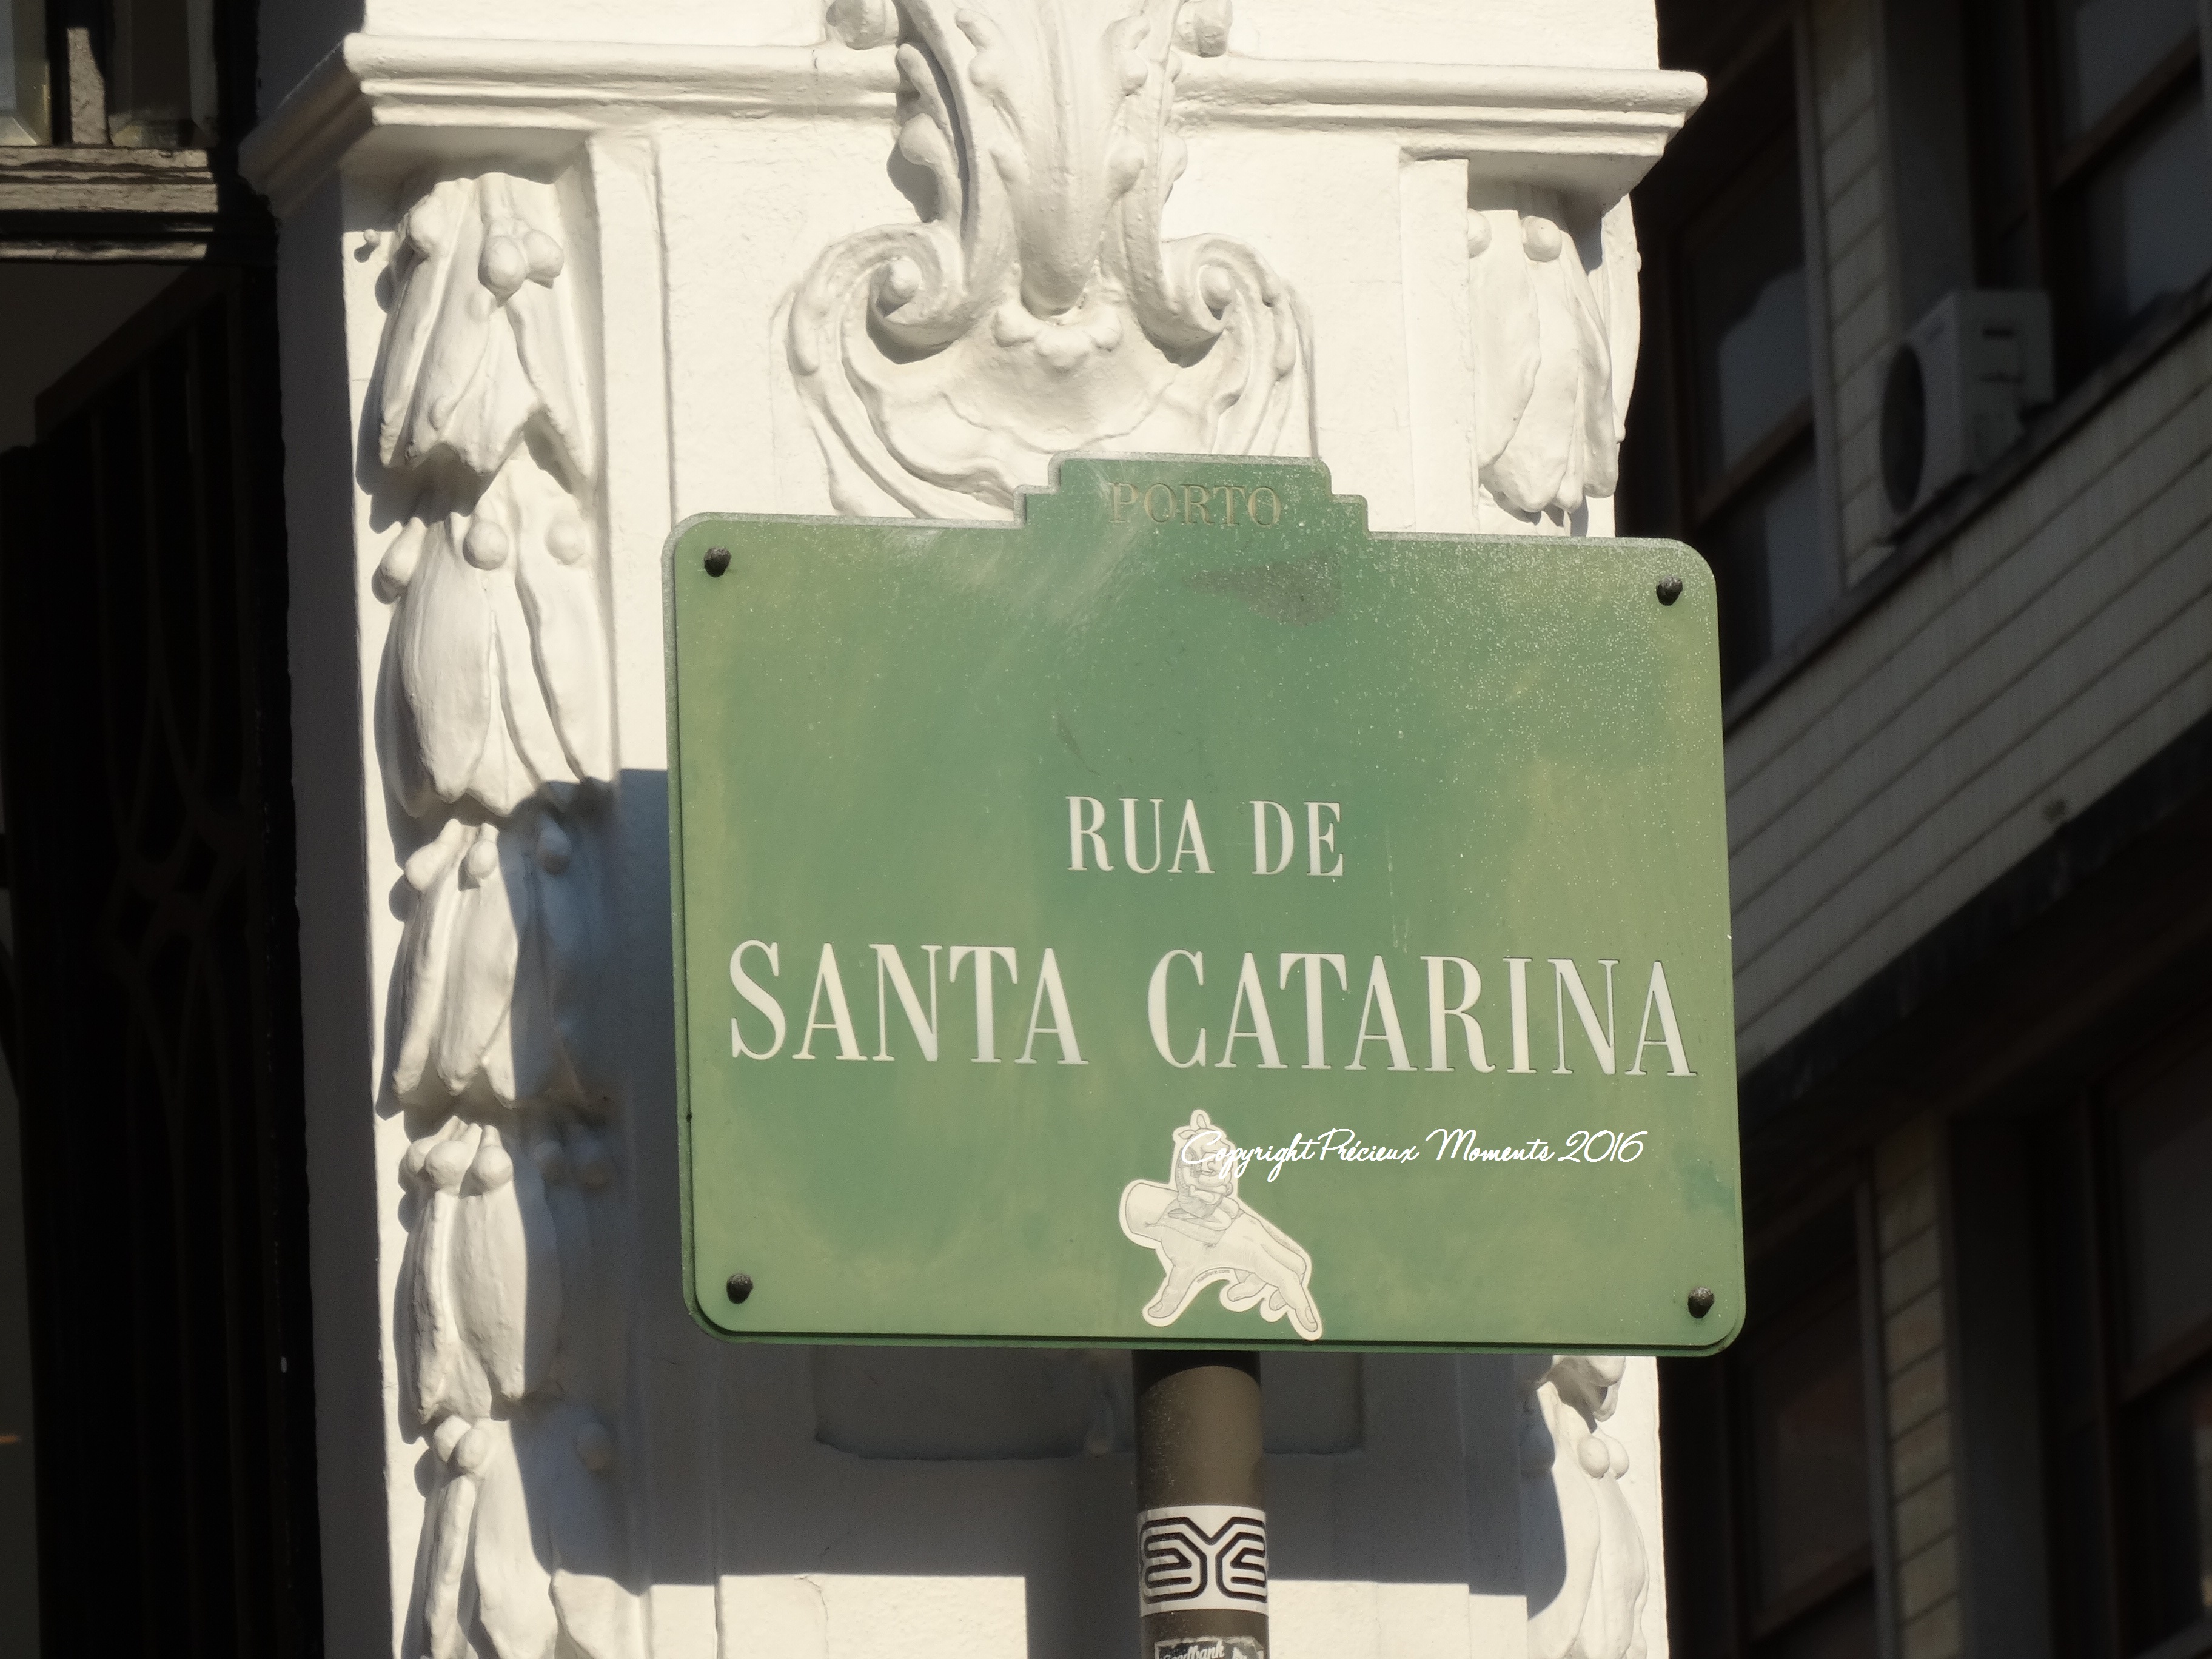 PORTO
RUA DE
SANTA CATARINA
Copyright Précieux Moments 2016